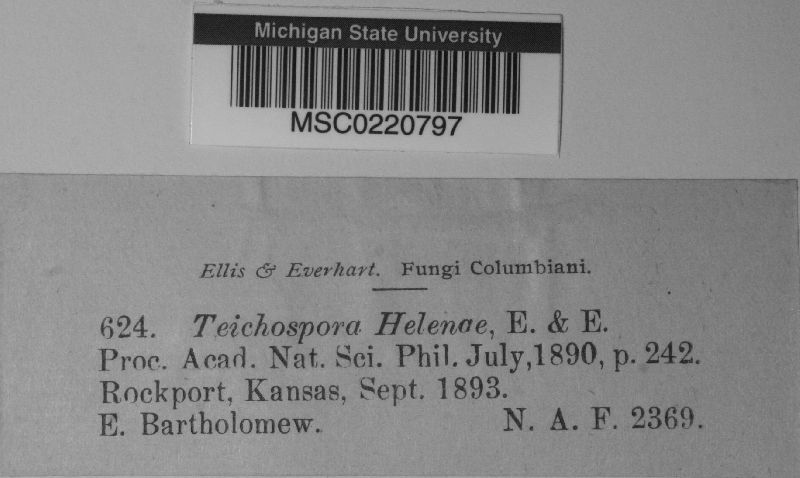 Michigan State University
MSC0220797
Ellis & Everhart. Fungi Columbiani.
624. Teichospora Helenae, E. & E.
Proc. Acad. Nat. Sci. Phil. July,1890, p. 242.
Rockport, Kansas, Sept. 1893.
E. Bartholomew. N. A. F. 2369.